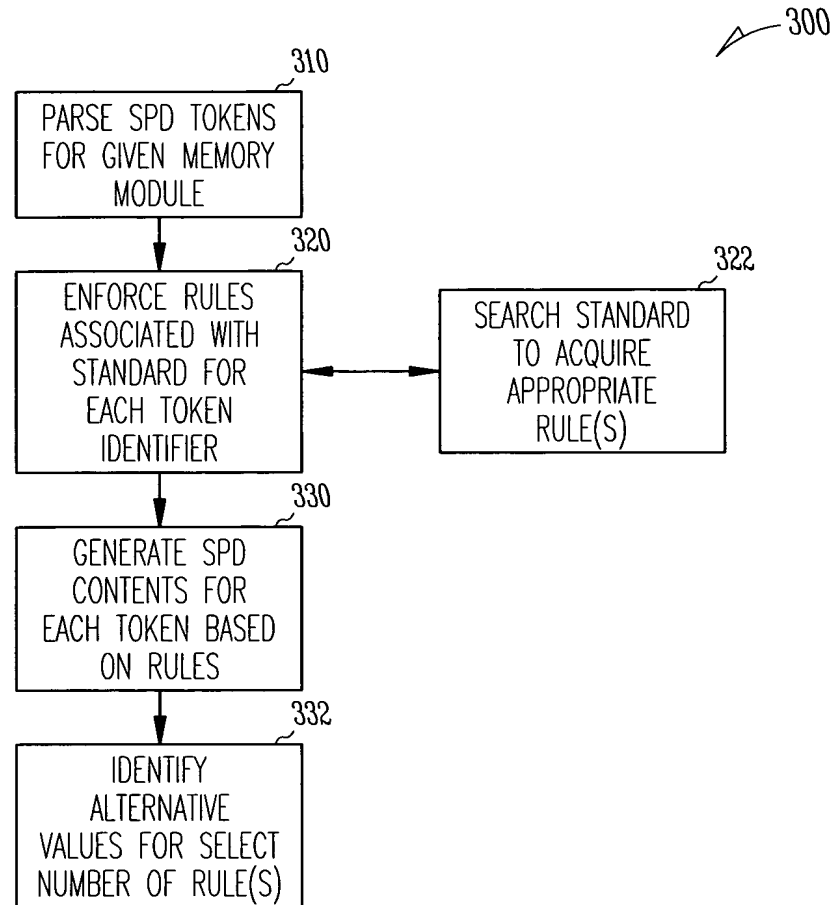 300
310
PARSE SPD TOKENS
FOR GIVEN MEMORY
MODULE
320
ENFORCE RULES
ASSOCIATED WITH
STANDARD FOR
EACH TOKEN
IDENTIFIER
322
SEARCH STANDARD
TO ACQUIRE
APPROPRIATE
RULE(S)
330
GENERATE SPD
CONTENTS FOR
EACH TOKEN BASED
ON RULES
332
IDENTIFY
ALTERNATIVE
VALUES FOR SELECT
NUMBER OF RULE(S)